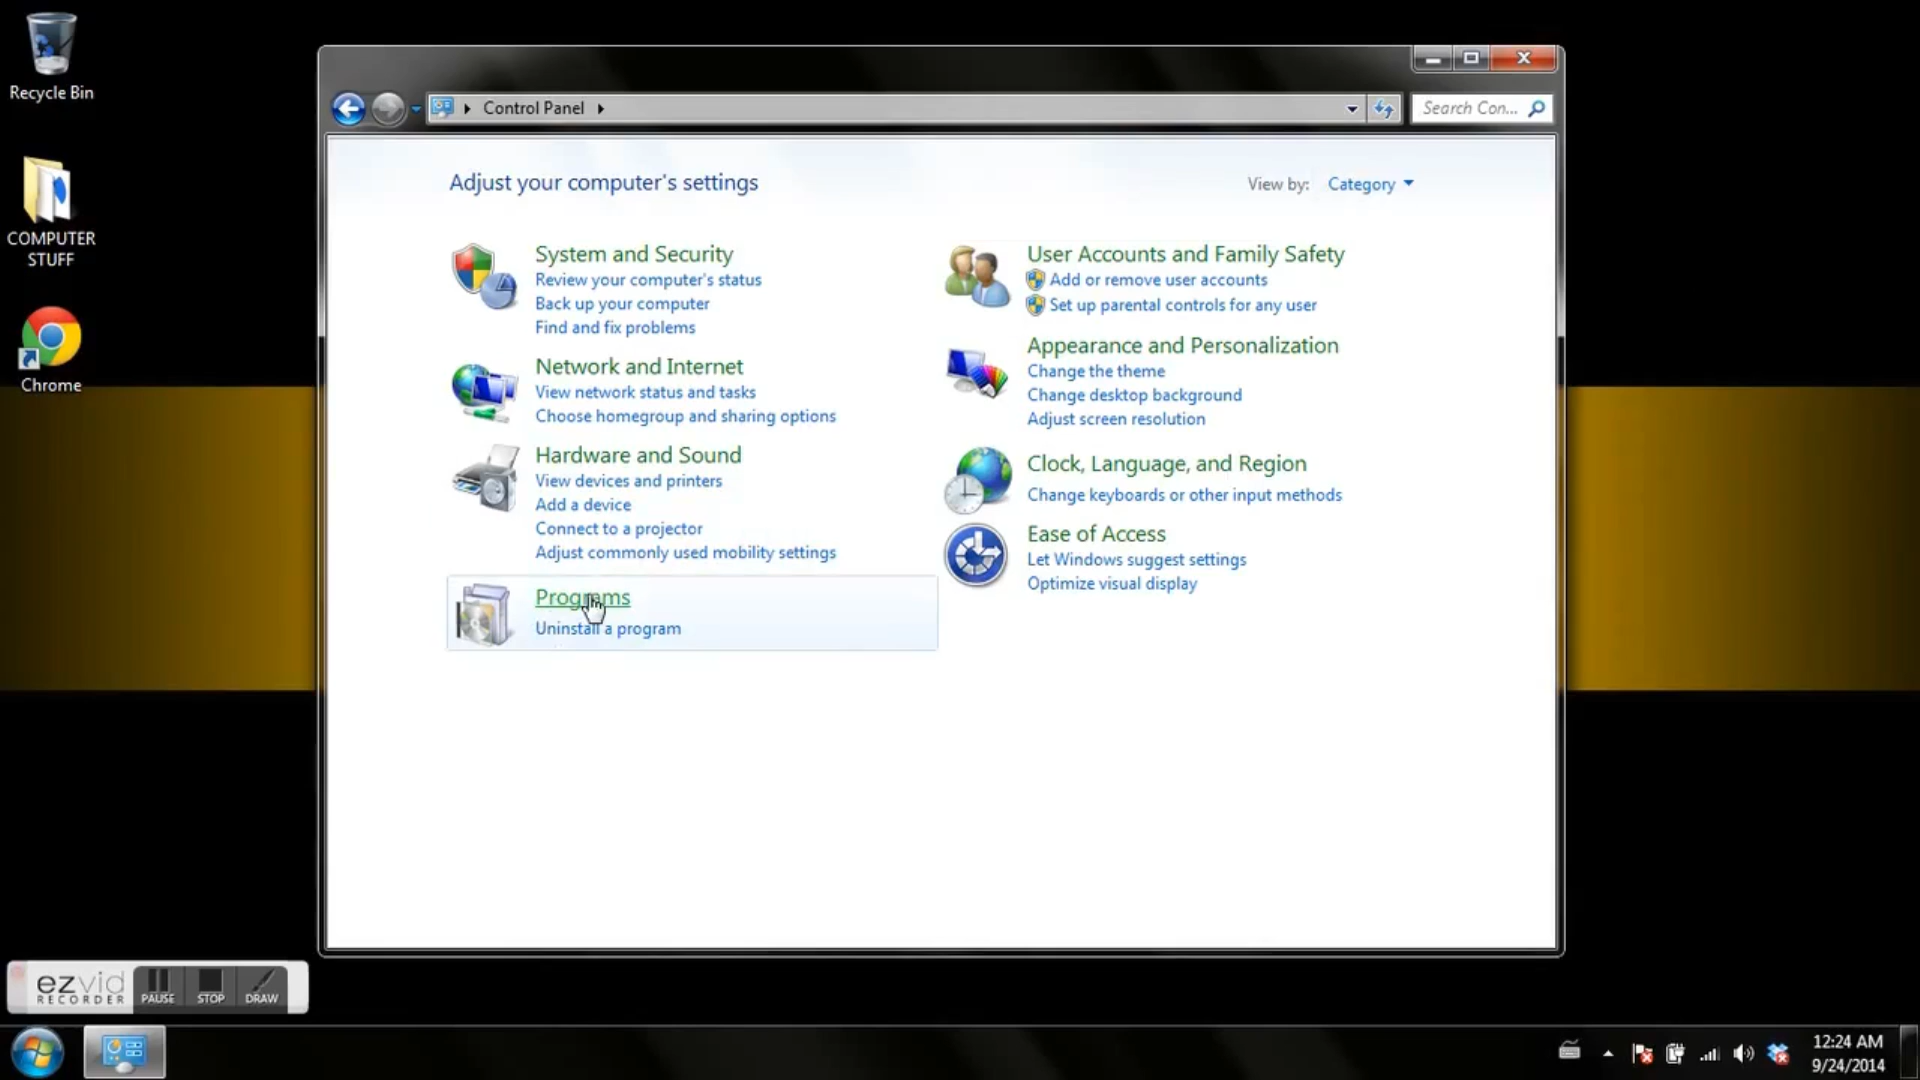 Recycle Bin
COMPUTER
STUFF
Chrome
Control Panel
Search Con...
Adjust your computer's settings
View by: Category
System and Security
Review your computer's status
Back up your computer
Find and fix problems
Network and Internet
View network status and tasks
Choose homegroup and sharing options
Hardware and Sound
View devices and printers
Add a device
Connect to a projector
Adjust commonly used mobility settings
Programs
Uninstall a program
User Accounts and Family Safety
Add or remove user accounts
Set up parental controls for any user
Appearance and Personalization
Change the theme
Change desktop background
Adjust screen resolution
Clock, Language, and Region
Change keyboards or other input methods
Ease of Access
Let Windows suggest settings
Optimize visual display
ezvid
RECORDER
PAUSE
STOP
DRAW
12:24 AM
9/24/2014